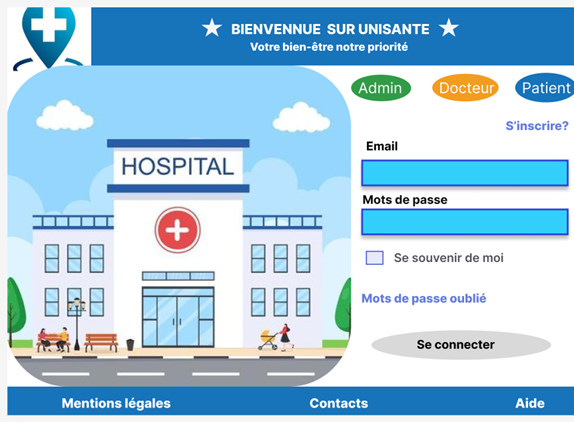 BIENVENNUE SUR UNISANTE
Votre bien-être notre priorité
Admin
Docteur
Patient
S'inscrire?
Email
HOSPITAL
Mots de passe
Se souvenir de moi
Mots de passe oublié
Se connecter
Mentions légales
Contacts
Aide